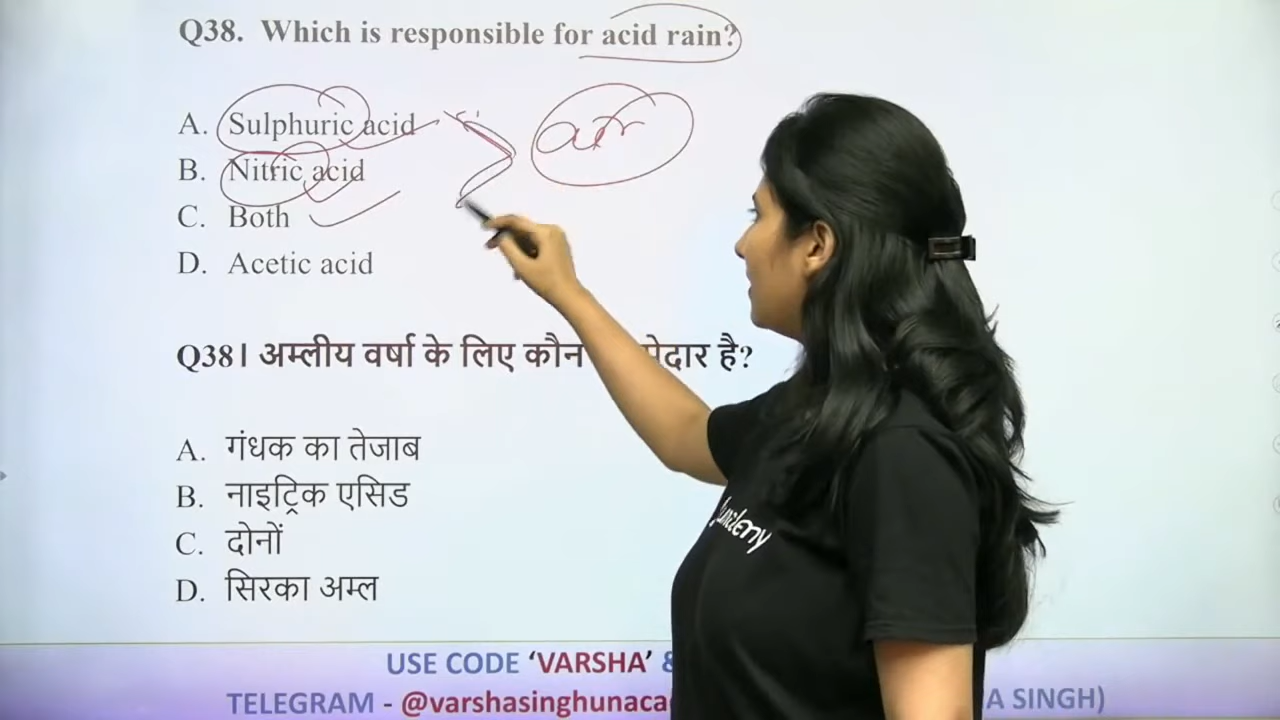 Q38. Which is responsible for acid rain?
A. Sulphuric acid
B. Nitric acid
C. Both
D. Acetic acid
air
Q38। अम्लीय वर्षा के लिए कौन है?
A. गंधक का तेजाब
B. नाइट्रिक एसिड
C. दोनों
D. सिरका अम्ल
USE CODE ‘VARSHA’ &
TELEGRAM - @varshasinghunaca A SINGH)